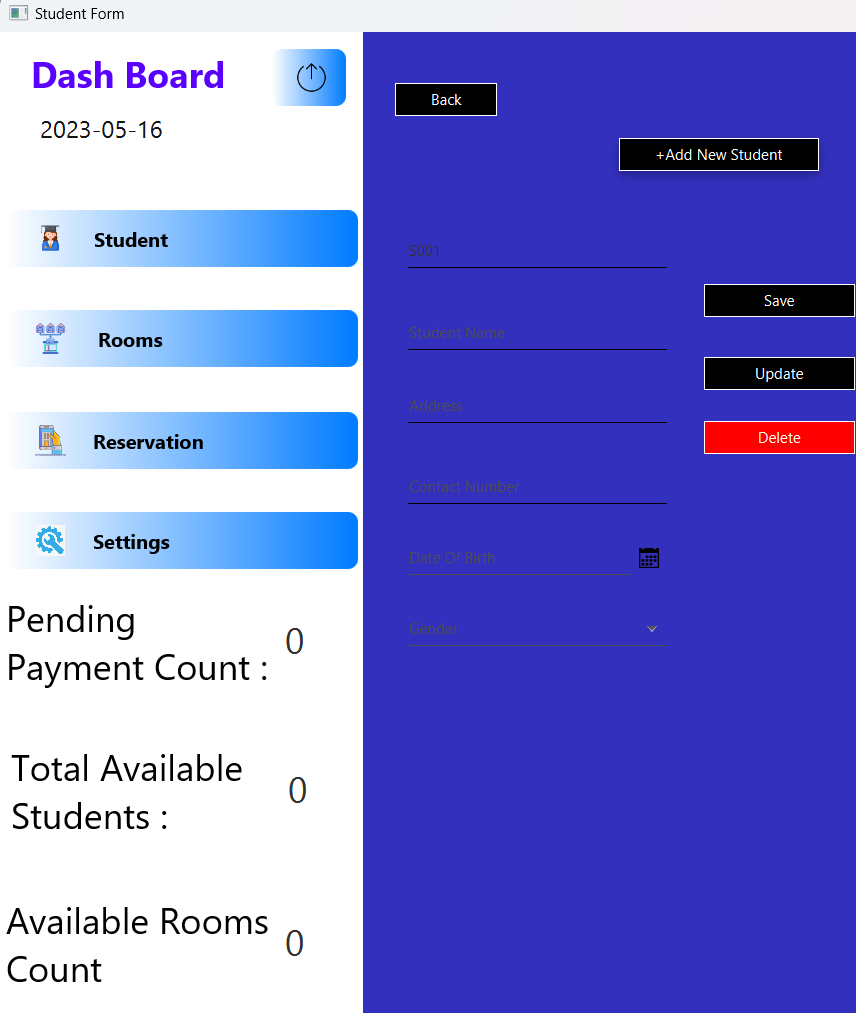 Student Form
Dash Board
2023-05-16
Student
Rooms
Reservation
Settings
Pending
Payment Count :
0
Total Available
Students :
0
Available Rooms
Count
0
Back
+Add New Student
S001
Student Name
Address
Contact Number
Date Of Birth
Gender
Save
Update
Delete